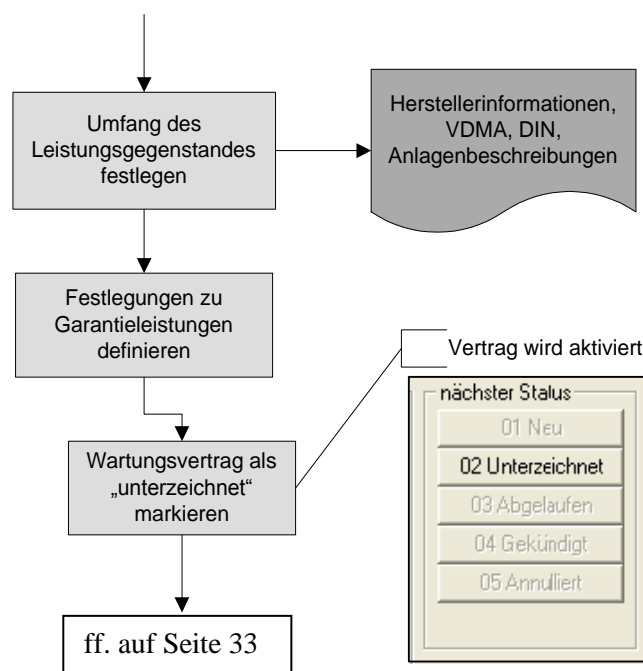 Umfang des
Leistungsgegenstandes
festlegen
Herstellerinformationen,
VDMA, DIN,
Anlagenbeschreibungen
Festlegungen zu
Garantieleistungen
definieren
Vertrag wird aktiviert
nächster Status
01 Neu
02 Unterzeichnet
03 Abgelaufen
04 Gekündigt
05 Annulliert
Wartungsvertrag als
„unterzeichnet“
markieren
ff. auf Seite 33